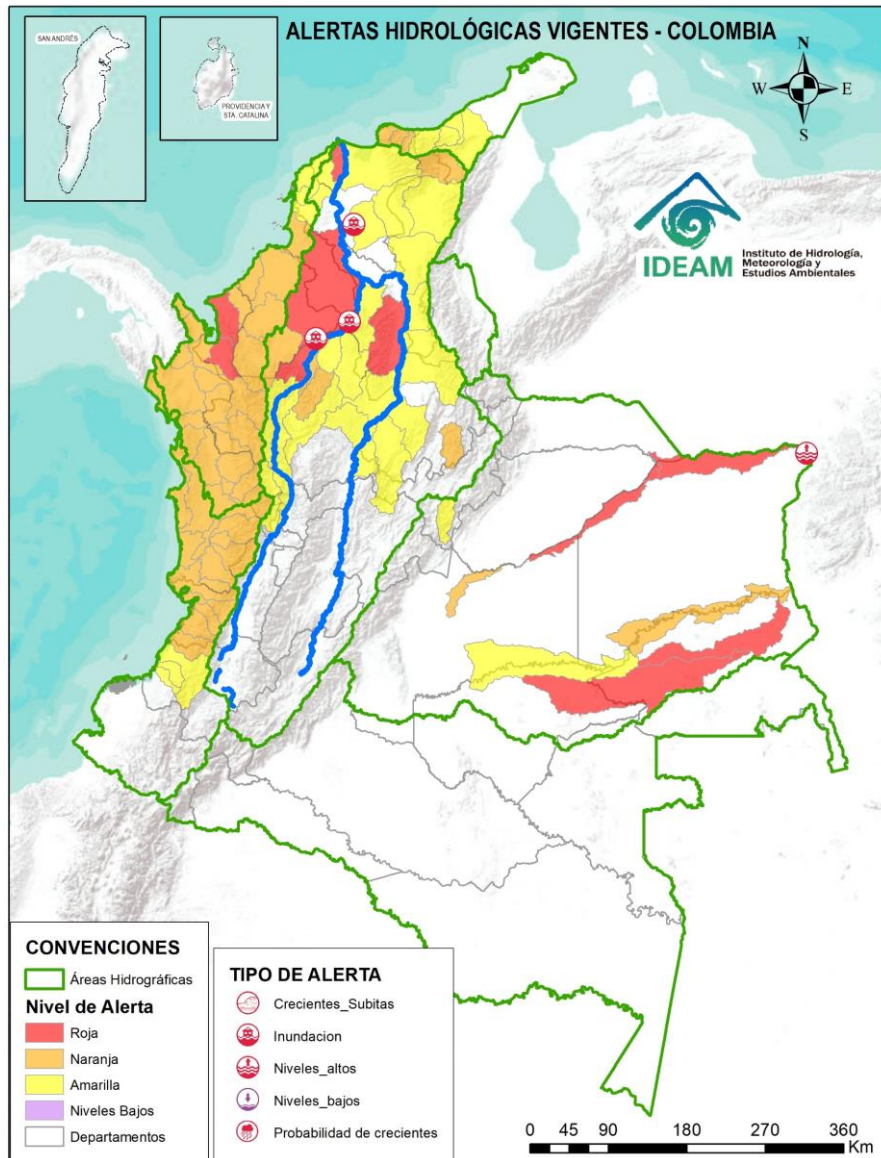 SAN ANDRÉS
PROVIDENCIA Y
STA. CATALINA
ALERTAS HIDROLÓGICAS VIGENTES - COLOMBIA
N
W E
S
IDEAM
Instituto de Hidrología,
Meteorología y
Estudios Ambientales
CONVENCIONES
Áreas Hidrográficas
Nivel de Alerta
Roja
Naranja
Amarilla
Niveles Bajos
Departamentos
TIPO DE ALERTA
Crecientes_Subitas
Inundacion
Niveles_altos
Niveles_bajos
Probabilidad de crecientes
0 45 90 180 270 360
Km